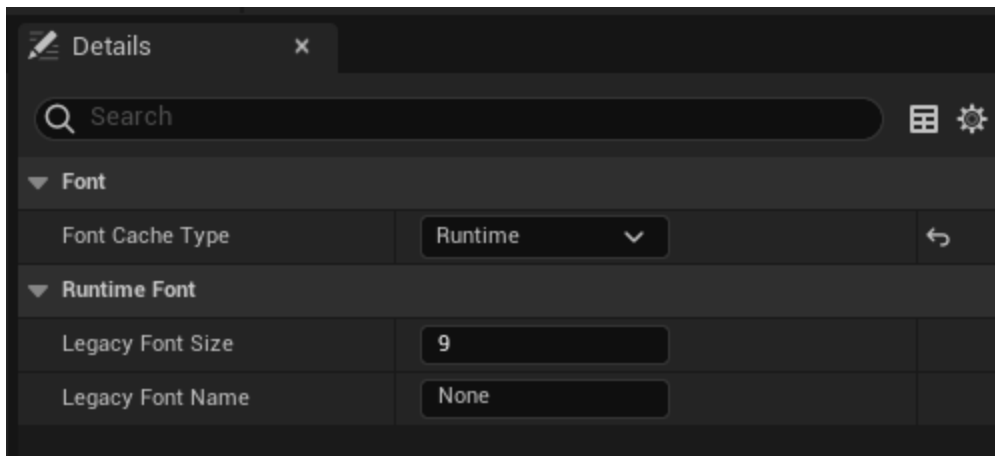 Details
Search
Font
Font Cache Type Runtime
Runtime Font
Legacy Font Size 9
Legacy Font Name None